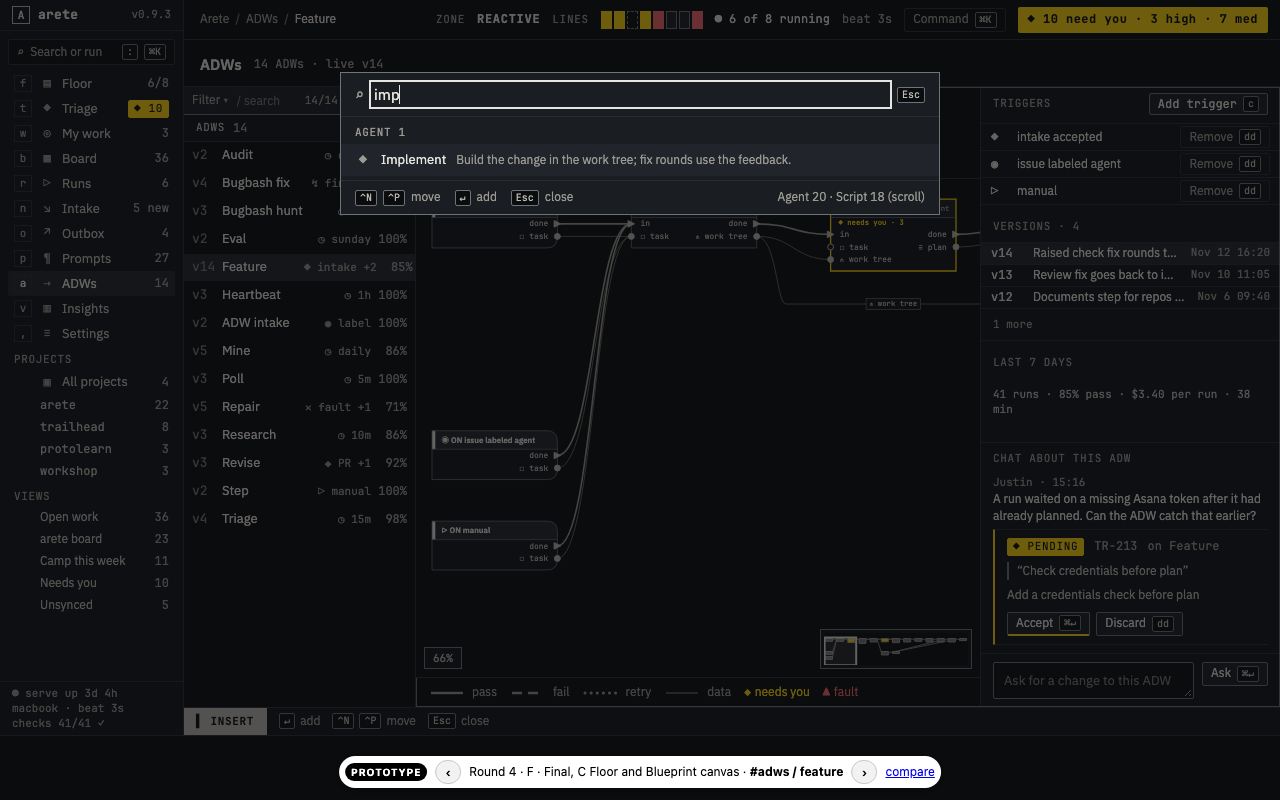 A arete v0.9.3
Arete / ADWs / Feature
ZONE REACTIVE LINES 6 of 8 running beat 3s Command ⌘K
◆ 10 need you · 3 high · 7 med
Search or run : ⌘K
f Floor 6/8
t Triage ◆ 10
w My work 3
b Board 36
r Runs 6
n Intake 5 new
o Outbox 4
p Prompts 27
a ADWs 14
v Insights
, Settings
PROJECTS
All projects 4
arete 22
trailhead 8
protolearn 3
workshop 3
VIEWS
Open work 36
arete board 23
Camp this week 11
Needs you 10
Unsynced 5
serve up 3d 4h
macbook · beat 3s
checks 41/41 ✓
ADWs 14 ADWs · live v14
Filter ▾ / search 14/14
ADWS 14
v2 Audit
v4 Bugbash fix
v3 Bugbash hunt
v2 Eval sunday 100%
v14 Feature ◆ intake +2 85%
v3 Heartbeat 1h 100%
v2 ADW intake label 100%
v5 Mine daily 86%
v3 Poll 5m 100%
v5 Repair × fault +1 71%
v3 Research 10m 86%
v3 Revise ◆ PR +1 92%
v2 Step manual 100%
v4 Triage 15m 98%
imp Esc
AGENT 1
◆ Implement Build the change in the work tree; fix rounds use the feedback.
^N ^P move ↵ add Esc close Agent 20 · Script 18 (scroll)
done
task
in done
task work tree
◆ needs you · 3
in done
task plan
work tree
work tree
ON issue labeled agent
done
task
ON manual
done
task
66%
pass fail retry data ◆ needs you ▲ fault
INSERT ↵ add ^N ^P move Esc close
TRIGGERS Add trigger c
◆ intake accepted Remove dd
issue labeled agent Remove dd
manual Remove dd
VERSIONS · 4
v14 Raised check fix rounds t… Nov 12 16:20
v13 Review fix goes back to i… Nov 10 11:05
v12 Documents step for repos … Nov 6 09:40
1 more
LAST 7 DAYS
41 runs · 85% pass · $3.40 per run · 38
min
CHAT ABOUT THIS ADW
Justin · 15:16
A run waited on a missing Asana token after it had
already planned. Can the ADW catch that earlier?
◆ PENDING TR-213 on Feature
“Check credentials before plan”
Add a credentials check before plan
Accept ⌘↵ Discard dd
Ask for a change to this ADW Ask ⌘↵
PROTOTYPE ‹ Round 4 · F · Final, C Floor and Blueprint canvas · #adws / feature › compare